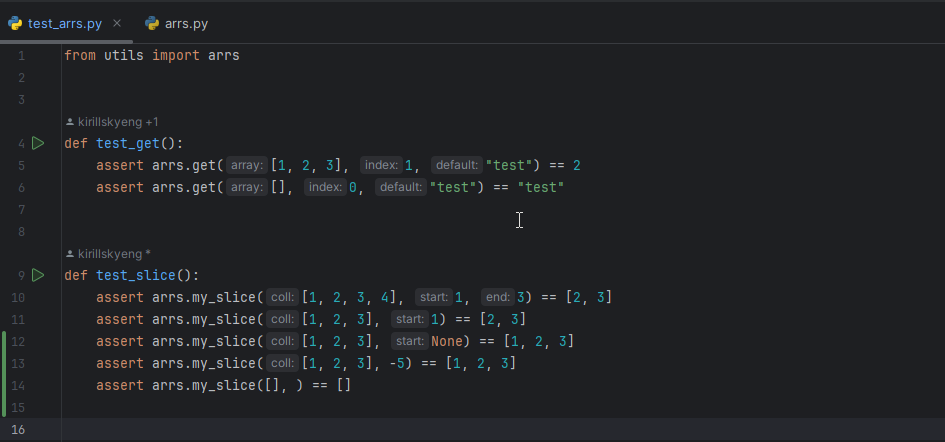 test_arrs.py × arrs.py
1 from utils import arrs
2
3
kirillskyeng +1
4 def test_get():
5 assert arrs.get( array: [1, 2, 3], index: 1, default: "test") == 2
6 assert arrs.get( array: [], index: 0, default: "test") == "test"
7
8
kirillskyeng *
9 def test_slice():
10 assert arrs.my_slice( coll: [1, 2, 3, 4], start: 1, end: 3) == [2, 3]
11 assert arrs.my_slice( coll: [1, 2, 3], start: 1) == [2, 3]
12 assert arrs.my_slice( coll: [1, 2, 3], start: None) == [1, 2, 3]
13 assert arrs.my_slice( coll: [1, 2, 3], -5) == [1, 2, 3]
14 assert arrs.my_slice([], ) == []
15
16